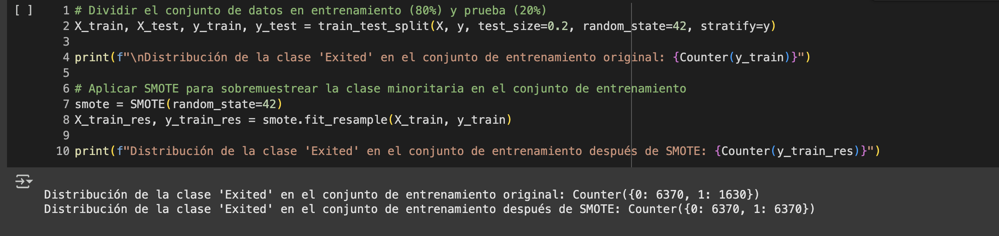 [ ]
1 # Dividir el conjunto de datos en entrenamiento (80%) y prueba (20%)
2 X_train, X_test, y_train, y_test = train_test_split(X, y, test_size=0.2, random_state=42, stratify=y)
3
4 print(f"\nDistribución de la clase 'Exited' en el conjunto de entrenamiento original: {Counter(y_train)}")
5
6 # Aplicar SMOTE para sobremuestrear la clase minoritaria en el conjunto de entrenamiento
7 smote = SMOTE(random_state=42)
8 X_train_res, y_train_res = smote.fit_resample(X_train, y_train)
9
10 print(f"Distribución de la clase 'Exited' en el conjunto de entrenamiento después de SMOTE: {Counter(y_train_res)}")
Distribución de la clase 'Exited' en el conjunto de entrenamiento original: Counter({0: 6370, 1: 1630})
Distribución de la clase 'Exited' en el conjunto de entrenamiento después de SMOTE: Counter({0: 6370, 1: 6370})